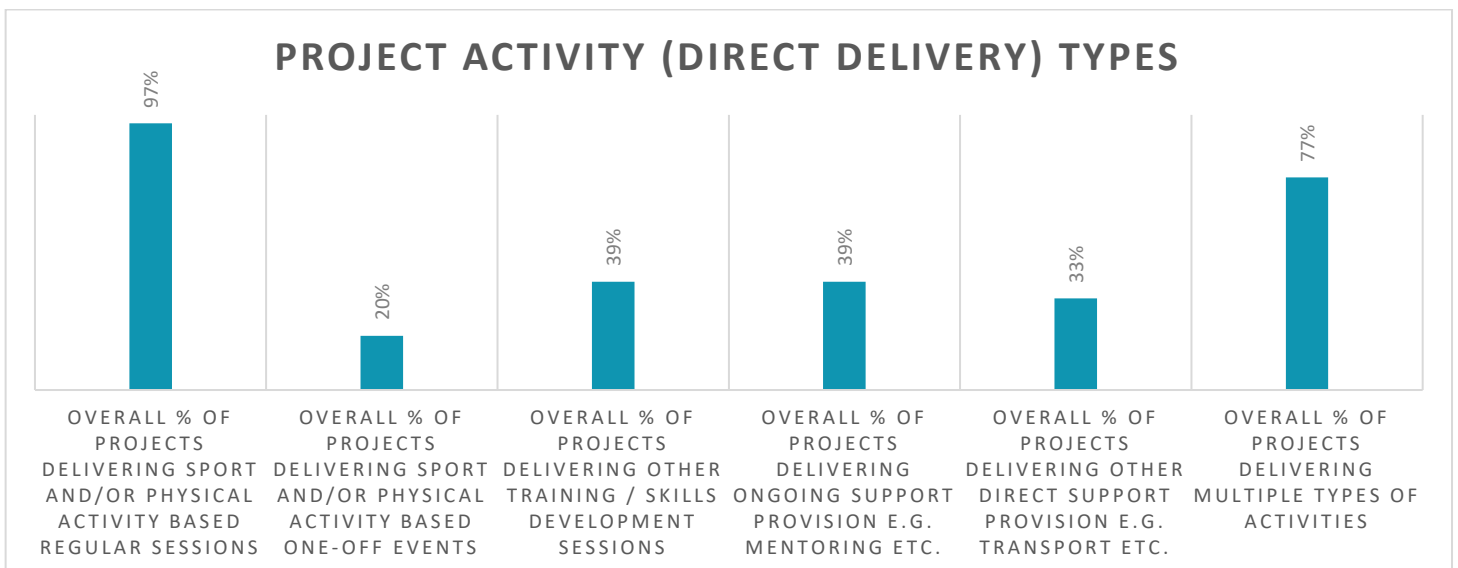 PROJECT ACTIVITY (DIRECT DELIVERY) TYPES
97%
20%
39%
39%
33%
77%
OVERALL % OF
PROJECTS
DELIVERING SPORT
AND/OR PHYSICAL
ACTIVITY BASED
REGULAR SESSIONS
OVERALL % OF
PROJECTS
DELIVERING SPORT
AND/OR PHYSICAL
ACTIVITY BASED
ONE-OFF EVENTS
OVERALL % OF
PROJECTS
DELIVERING OTHER
TRAINING / SKILLS
DEVELOPMENT
SESSIONS
OVERALL % OF
PROJECTS
DELIVERING
ONGOING SUPPORT
PROVISION E.G.
MENTORING ETC.
OVERALL % OF
PROJECTS
DELIVERING OTHER
DIRECT SUPPORT
PROVISION E.G.
TRANSPORT ETC.
OVERALL % OF
PROJECTS
DELIVERING
MULTIPLE TYPES OF
ACTIVITIES